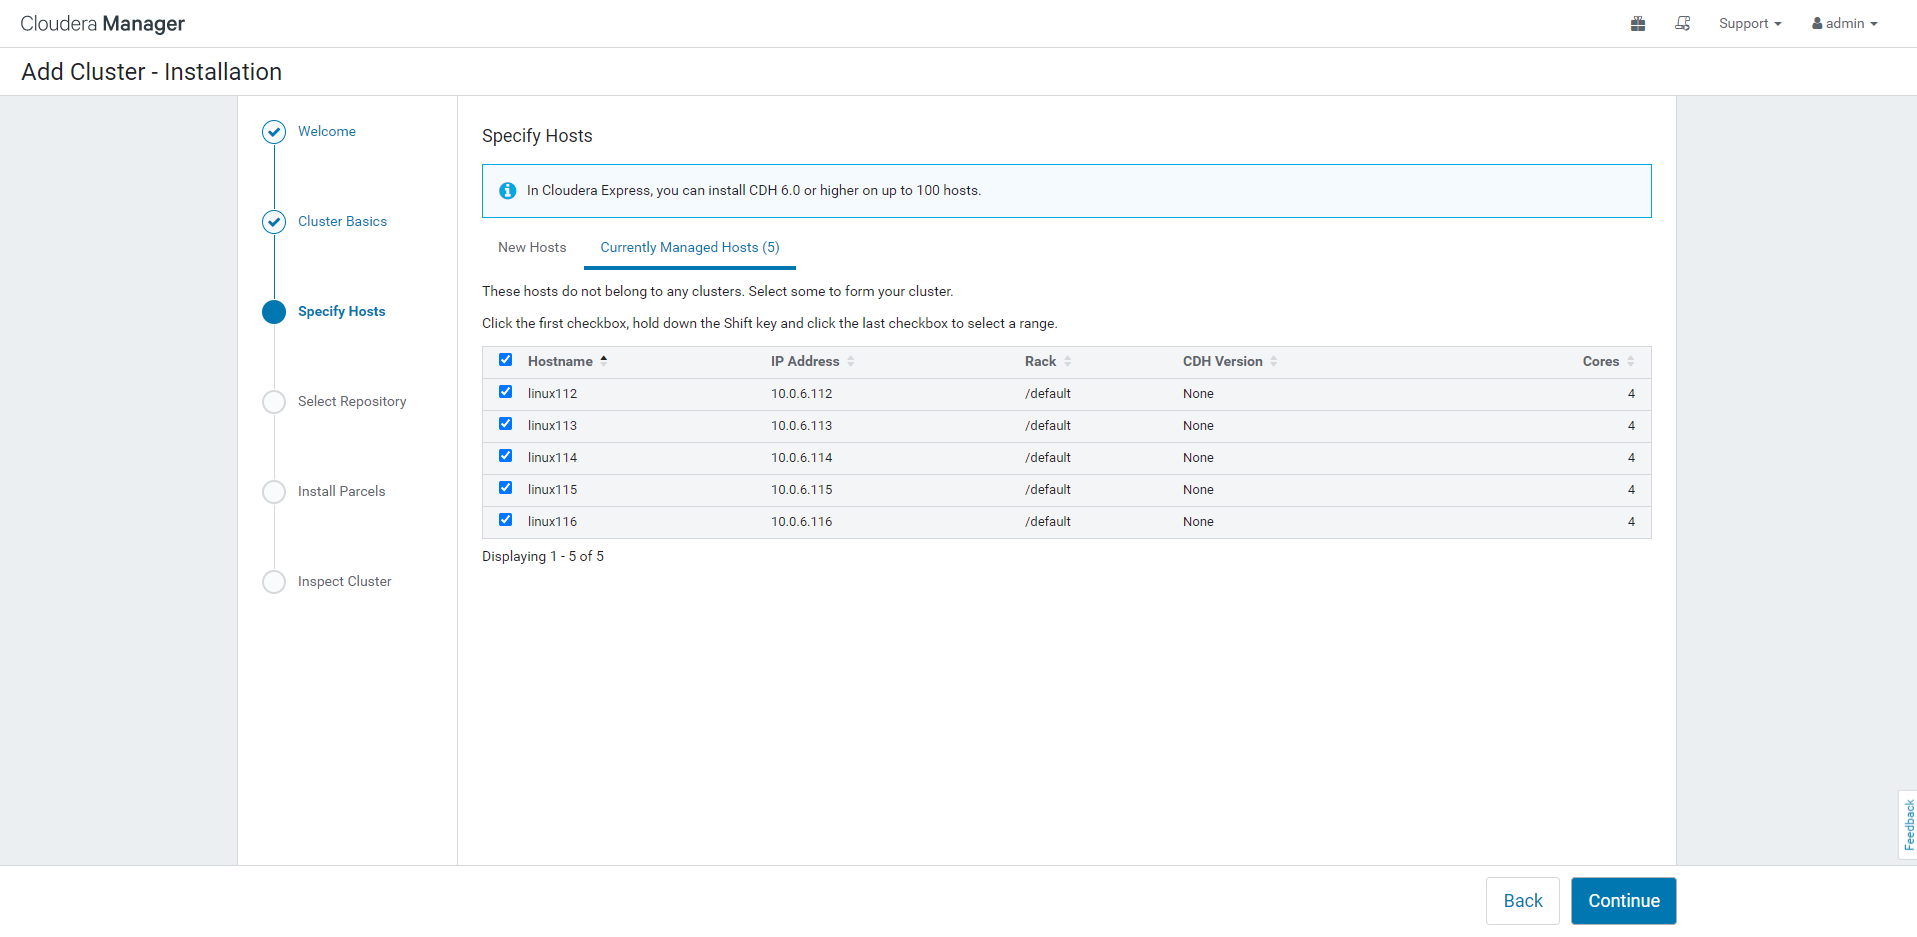 Cloudera Manager
Support
admin
Add Cluster - Installation
Welcome
Cluster Basics
Specify Hosts
Select Repository
Install Parcels
Inspect Cluster
Specify Hosts
In Cloudera Express, you can install CDH 6.0 or higher on up to 100 hosts.
New Hosts Currently Managed Hosts (5)
These hosts do not belong to any clusters. Select some to form your cluster.
Click the first checkbox, hold down the Shift key and click the last checkbox to select a range.
Hostname IP Address Rack CDH Version Cores
linux112 10.0.6.112 /default None 4
linux113 10.0.6.113 /default None 4
linux114 10.0.6.114 /default None 4
linux115 10.0.6.115 /default None 4
linux116 10.0.6.116 /default None 4
Displaying 1 - 5 of 5
Feedback
Back
Continue